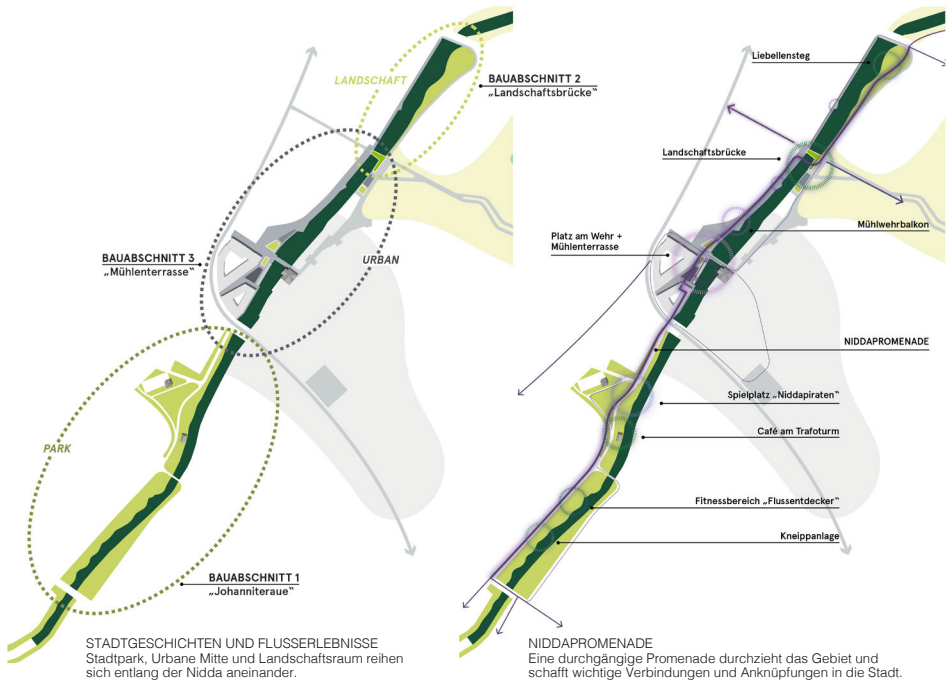 LANDSCHAFT
BAUABSCHNITT 2
„Landschaftsbrücke“
BAUABSCHNITT 3
„Mühlenterrasse“
URBAN
PARK
BAUABSCHNITT 1
„Johanniteraue“
STADTGESCHICHTEN UND FLUSSERLEBNISSE
Stadtpark, Urbane Mitte und Landschaftsraum reihen
sich entlang der Nidda aneinander.
Liebellensteg
Landschaftsbrücke
Mühlwehrbalkon
Platz am Wehr +
Mühlenterrasse
NIDDAPROMENADE
Spielplatz „Niddapiraten“
Café am Trafoturm
Fitnessbereich „Flussentdecker“
Kneippanlage
NIDDAPROMENADE
Eine durchgängige Promenade durchzieht das Gebiet und
schafft wichtige Verbindungen und Anknüpfungen in die Stadt.